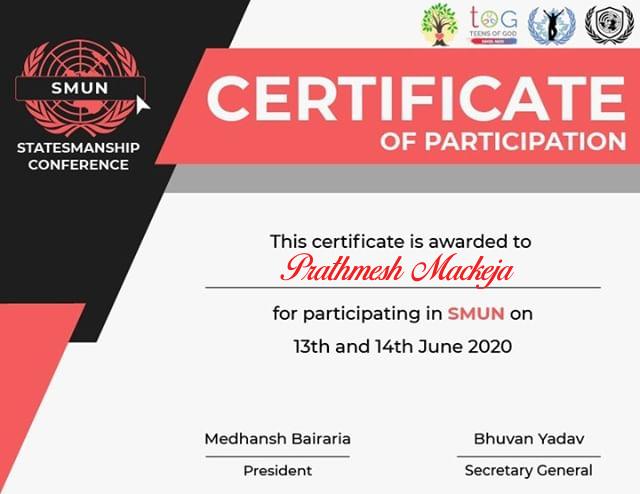 tOG
TEENS OF GOD
SMUN
STATESMANSHIP
CONFERENCE
CERTIFICATE
OF PARTICIPATION
This certificate is awarded to
Prathmesh Mackeja
for participating in SMUN on
13th and 14th June 2020
Medhansh Bairaria
President
Bhuvan Yadav
Secretary General